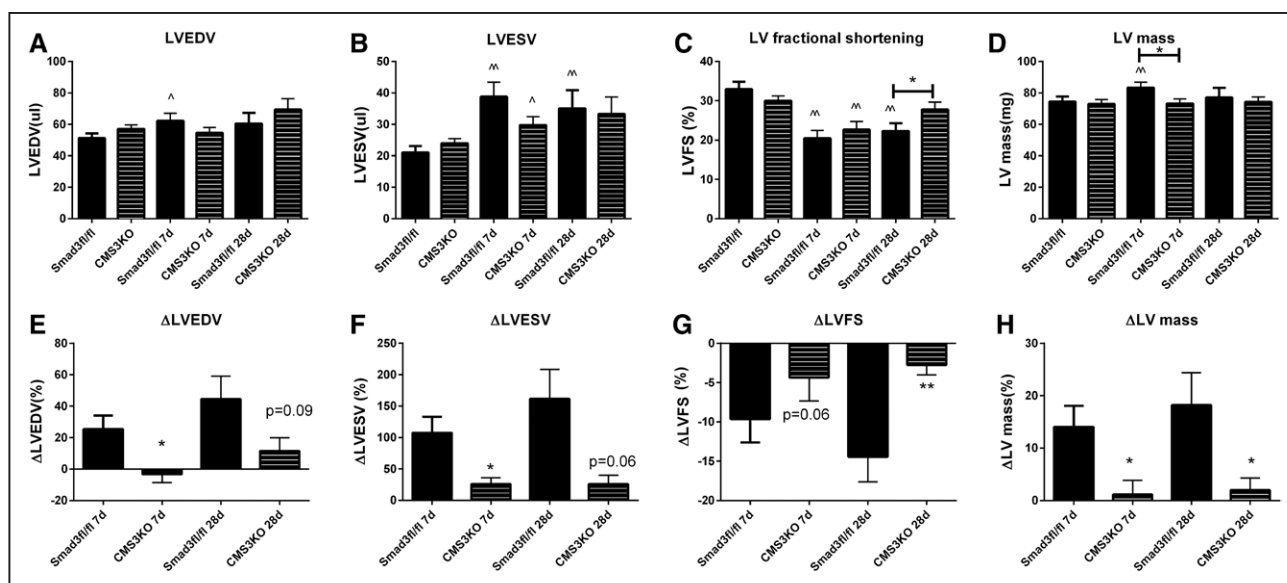 A
LVEDV
LVEDV(ul)
100
80
60
40
20
0
^
Smad3fl/fl
CMS3KO
Smad3fl/fl 7d
CMS3KO 7d
Smad3fl/fl 28d
CMS3KO 28d
B
LVESV
LVESV(ul)
50
40
30
20
10
0
^^
^
^^
Smad3fl/fl
CMS3KO
Smad3fl/fl 7d
CMS3KO 7d
Smad3fl/fl 28d
CMS3KO 28d
C
LV fractional shortening
LVFS (%)
40
30
20
10
0
^^
^^
^^
*
Smad3fl/fl
CMS3KO
Smad3fl/fl 7d
CMS3KO 7d
Smad3fl/fl 28d
CMS3KO 28d
D
LV mass
LV mass(mg)
100
80
60
40
20
0
^^
*
Smad3fl/fl
CMS3KO
Smad3fl/fl 7d
CMS3KO 7d
Smad3fl/fl 28d
CMS3KO 28d
E
ΔLVEDV
ΔLVEDV(%)
80
60
40
20
0
-20
*
p=0.09
Smad3fl/fl 7d
CMS3KO 7d
Smad3fl/fl 28d
CMS3KO 28d
F
ΔLVESV
ΔLVESV (%)
250
200
150
100
50
0
*
p=0.06
Smad3fl/fl 7d
CMS3KO 7d
Smad3fl/fl 28d
CMS3KO 28d
G
ΔLVFS
ΔLVFS (%)
0
-5
-10
-15
-20
p=0.06
**
Smad3fl/fl 7d
CMS3KO 7d
Smad3fl/fl 28d
CMS3KO 28d
H
ΔLV mass
ΔLV mass(%)
30
20
10
0
*
*
Smad3fl/fl 7d
CMS3KO 7d
Smad3fl/fl 28d
CMS3KO 28d